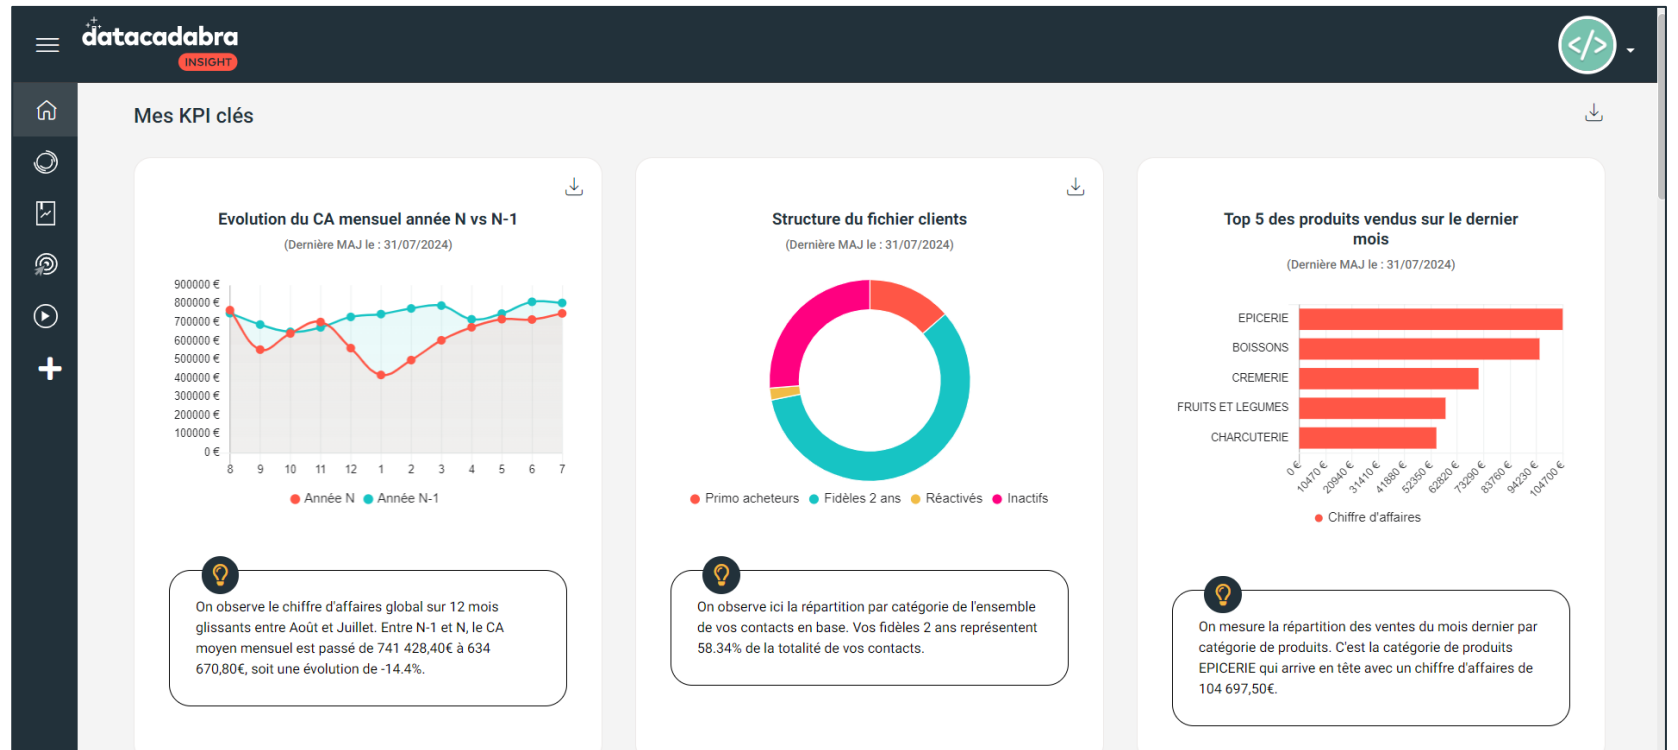 datacadabra
INSIGHT
</>
Mes KPI clés
Evolution du CA mensuel année N vs N-1
(Dernière MAJ le : 31/07/2024)
900000 €
800000 €
700000 €
600000 €
500000 €
400000 €
300000 €
200000 €
100000 €
0 €
8 9 10 11 12 1 2 3 4 5 6 7
Année N Année N-1
On observe le chiffre d'affaires global sur 12 mois
glissants entre Août et Juillet. Entre N-1 et N, le CA
moyen mensuel est passé de 741 428,40€ à 634
670,80€, soit une évolution de -14.4%.
Structure du fichier clients
(Dernière MAJ le : 31/07/2024)
Primo acheteurs Fidèles 2 ans Réactivés Inactifs
On observe ici la répartition par catégorie de l'ensemble
de vos contacts en base. Vos fidèles 2 ans représentent
58.34% de la totalité de vos contacts.
Top 5 des produits vendus sur le dernier
mois
(Dernière MAJ le : 31/07/2024)
EPICERIE
BOISSONS
CREMERIE
FRUITS ET LEGUMES
CHARCUTERIE
0 € 10470 € 20940 € 31410 € 41880 € 52350 € 62820 € 73290 € 83760 € 94230 € 104700 €
Chiffre d'affaires
On mesure la répartition des ventes du mois dernier par
catégorie de produits. C'est la catégorie de produits
EPICERIE qui arrive en tête avec un chiffre d'affaires de
104 697,50€.